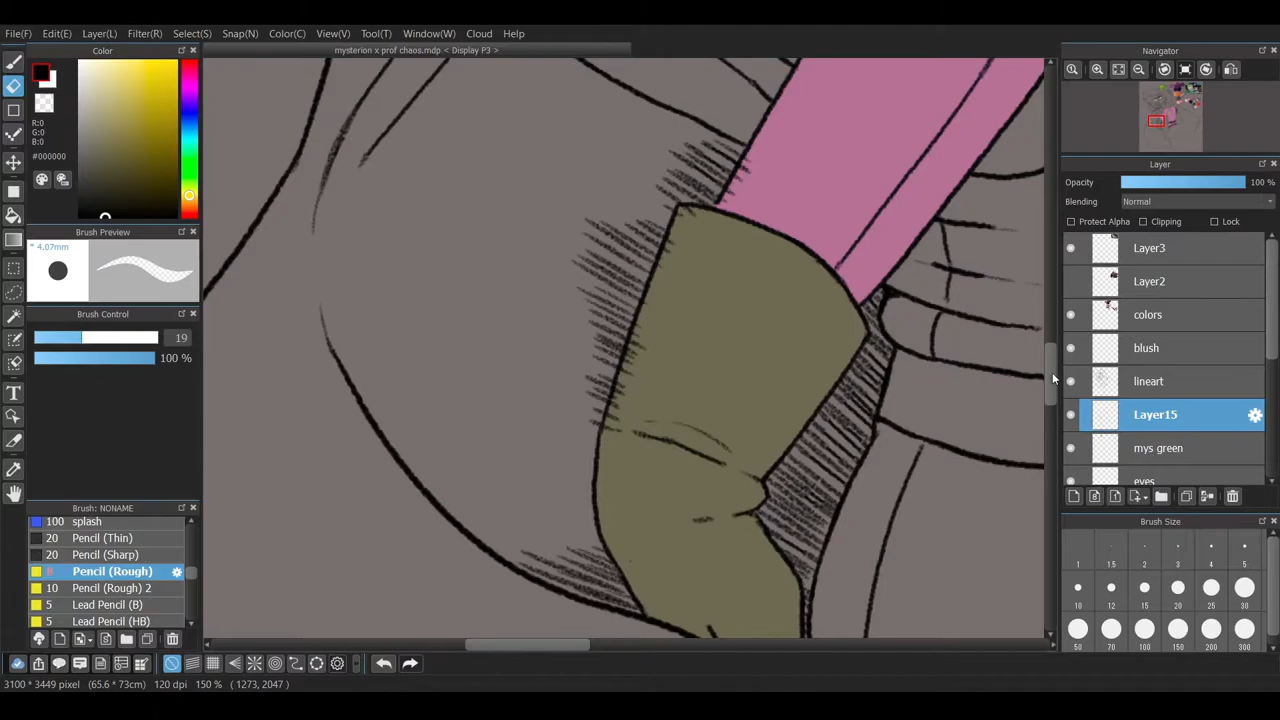 File(F) Edit(E) Layer(L) Filter(R) Select(S) Snap(N) Color(C) View(V) Tool(T) Window(W) Cloud Help
Color
mysterion x prof chaos.mdp < Display P3 >
Navigator
R:0
G:0
B:0
#000000
Layer
Opacity 100 %
Blending Normal
Protect Alpha Clipping Lock
Brush Preview
* 4.07mm
Layer3
Layer2
colors
blush
lineart
Layer15
mys green
eyes
Brush Control
19
100 %
Brush: NONAME
100 splash
20 Pencil (Thin)
20 Pencil (Sharp)
Pencil (Rough)
10 Pencil (Rough) 2
5 Lead Pencil (B)
5 Lead Pencil (HB)
Brush Size
1 1.5 2 3 4 5
10 12 15 20 25 30
50 70 100 150 200 300
3100 * 3449 pixel (65.6 * 73cm) 120 dpi 150 % ( 1273, 2047 )